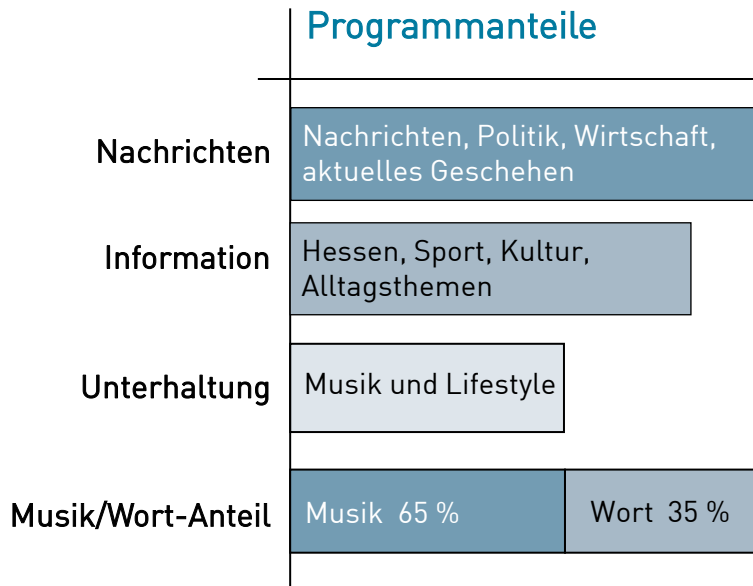 Programmanteile
Nachrichten
Nachrichten, Politik, Wirtschaft,
aktuelles Geschehen
Information
Hessen, Sport, Kultur,
Alltagsthemen
Unterhaltung
Musik und Lifestyle
Musik/Wort-Anteil
Musik 65 %
Wort 35 %